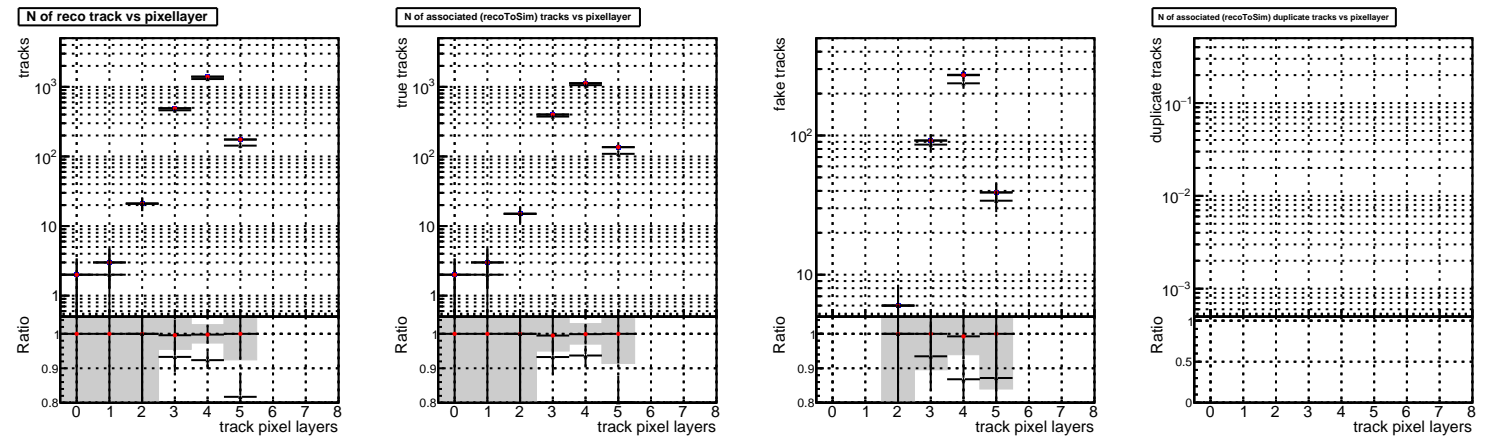 N of reco track vs pixellayer
tracks
10³
10²
10
1
Ratio
1
0.9
0.8
0 1 2 3 4 5 6 7 8
track pixel layers
N of associated (recoToSim) tracks vs pixellayer
true tracks
10³
10²
10
1
Ratio
1
0.9
0.8
0 1 2 3 4 5 6 7 8
track pixel layers
fake tracks
10²
10
Ratio
1
0.9
0.8
0 1 2 3 4 5 6 7 8
track pixel layers
N of associated (recoToSim) duplicate tracks vs pixellayer
duplicate tracks
10⁻¹
10⁻²
10⁻³
Ratio
1
0.5
0
0 1 2 3 4 5 6 7 8
track pixel layers